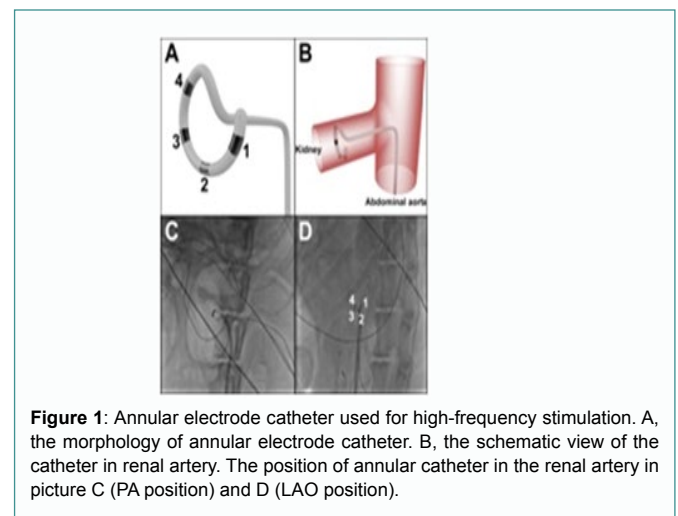 A
B
4
3
1
2
Kidney
Abdominal aorta
C
D
4 1
3 2
Figure 1: Annular electrode catheter used for high-frequency stimulation. A,
the morphology of annular electrode catheter. B, the schematic view of the
catheter in renal artery. The position of annular catheter in the renal artery in
picture C (PA position) and D (LAO position).